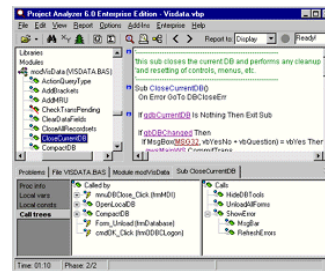 Project Analyzer 6.0 Enterprise Edition - Visdata.vbp
File Edit View Report Options Add-Ins Enterprise Help
Report to: Display Ready!
Libraries
Modules
modVisData (VISDATA.BAS)
ActionQueryType
AddBrackets
AddMRU
CheckTransPending
ClearDataFields
CloseAllRecordsets
CloseCurrentDB
CompactDB
'this sub closes the current DB and performs any cleanup
'and resetting of controls, menus, etc.
Sub CloseCurrentDB()
On Error GoTo DBCloseErr
If gdbCurrentDB Is Nothing Then Exit Sub
If gbDBChanged Then
If MsgBox(MSG32, vbYesNo + vbQuestion) = vbYes Then
Problems File VISDATA.BAS Module modVisData Sub CloseCurrentDB
Proc info
Local vars
Local consts
Call trees
Called by
mnuDBClose_Click (frmMDI)
OpenLocalDB
CompactDB
Form_Unload (frmDatabase)
cmdOK_Click (frmODBCLogon)
Calls
HideDBTools
UnloadAllForms
ShowError
MsgBar
RefreshErrors
Time: 01:10 Phase: 2/2